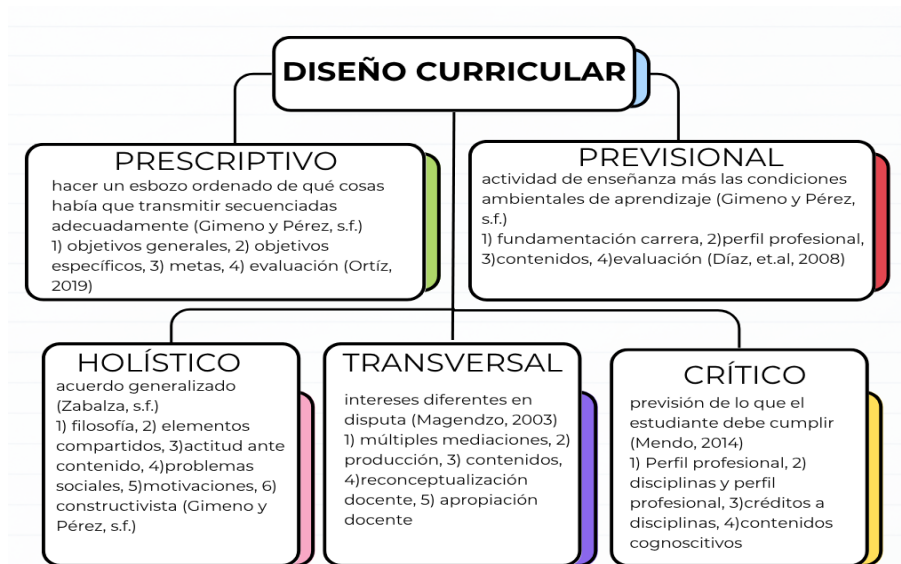 DISEÑO CURRICULAR
PRESCRIPTIVO
hacer un esbozo ordenado de qué cosas
había que transmitir secuenciadas
adecuadamente (Gimeno y Pérez, s.f.)
1) objetivos generales, 2) objetivos
específicos, 3) metas, 4) evaluación (Ortíz,
2019)
PREVISIONAL
actividad de enseñanza más las condiciones
ambientales de aprendizaje (Gimeno y Pérez,
s.f.)
1) fundamentación carrera, 2)perfil profesional,
3)contenidos, 4)evaluación (Díaz, et.al, 2008)
HOLÍSTICO
acuerdo generalizado
(Zabalza, s.f.)
1) filosofía, 2) elementos
compartidos, 3)actitud ante
contenido, 4)problemas
sociales, 5)motivaciones, 6)
constructivista (Gimeno y
Pérez, s.f.)
TRANSVERSAL
intereses diferentes en
disputa (Magendzo, 2003)
1) múltiples mediaciones, 2)
producción, 3) contenidos,
4)reconceptualización
docente, 5) apropiación
docente
CRÍTICO
previsión de lo que el
estudiante debe cumplir
(Mendo, 2014)
1) Perfil profesional, 2)
disciplinas y perfil
profesional, 3)créditos a
disciplinas, 4)contenidos
cognoscitivos